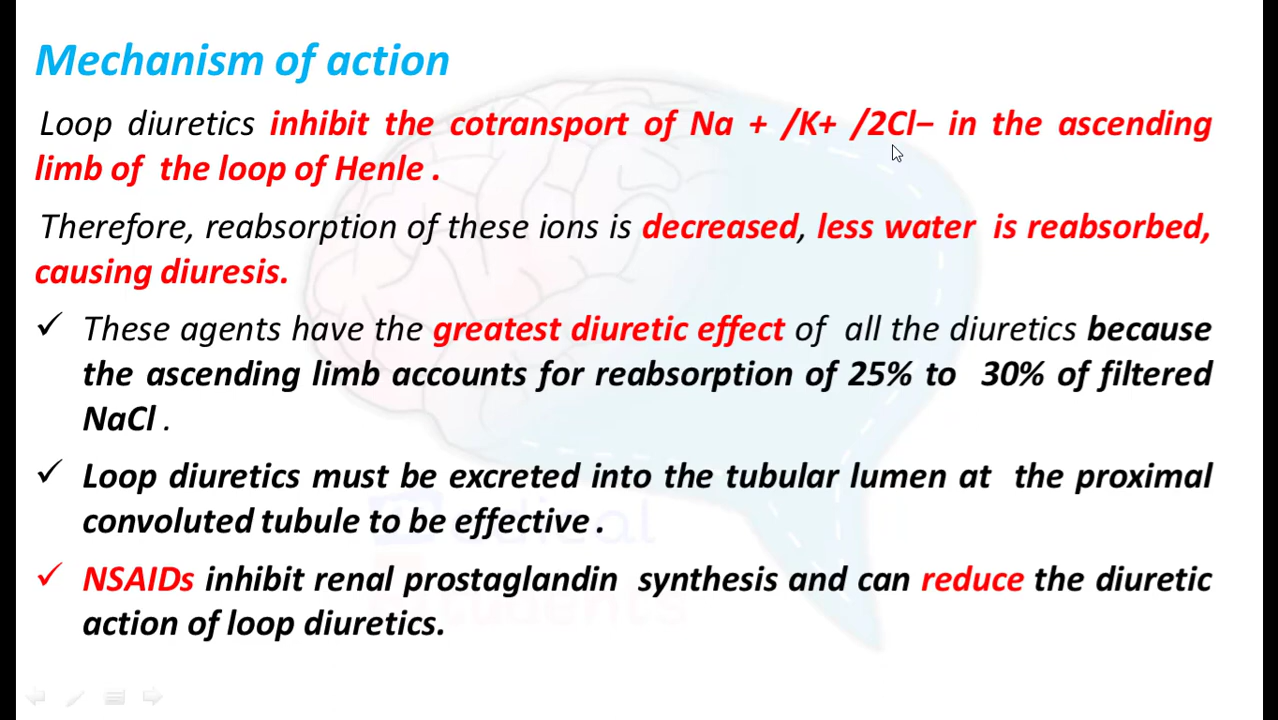 Mechanism of action
Loop diuretics inhibit the cotransport of Na + /K+ /2Cl− in the ascending
limb of the loop of Henle .
Therefore, reabsorption of these ions is decreased, less water is reabsorbed,
causing diuresis.
✓ These agents have the greatest diuretic effect of all the diuretics because
the ascending limb accounts for reabsorption of 25% to 30% of filtered
NaCl .
✓ Loop diuretics must be excreted into the tubular lumen at the proximal
convoluted tubule to be effective .
✓ NSAIDs inhibit renal prostaglandin synthesis and can reduce the diuretic
action of loop diuretics.